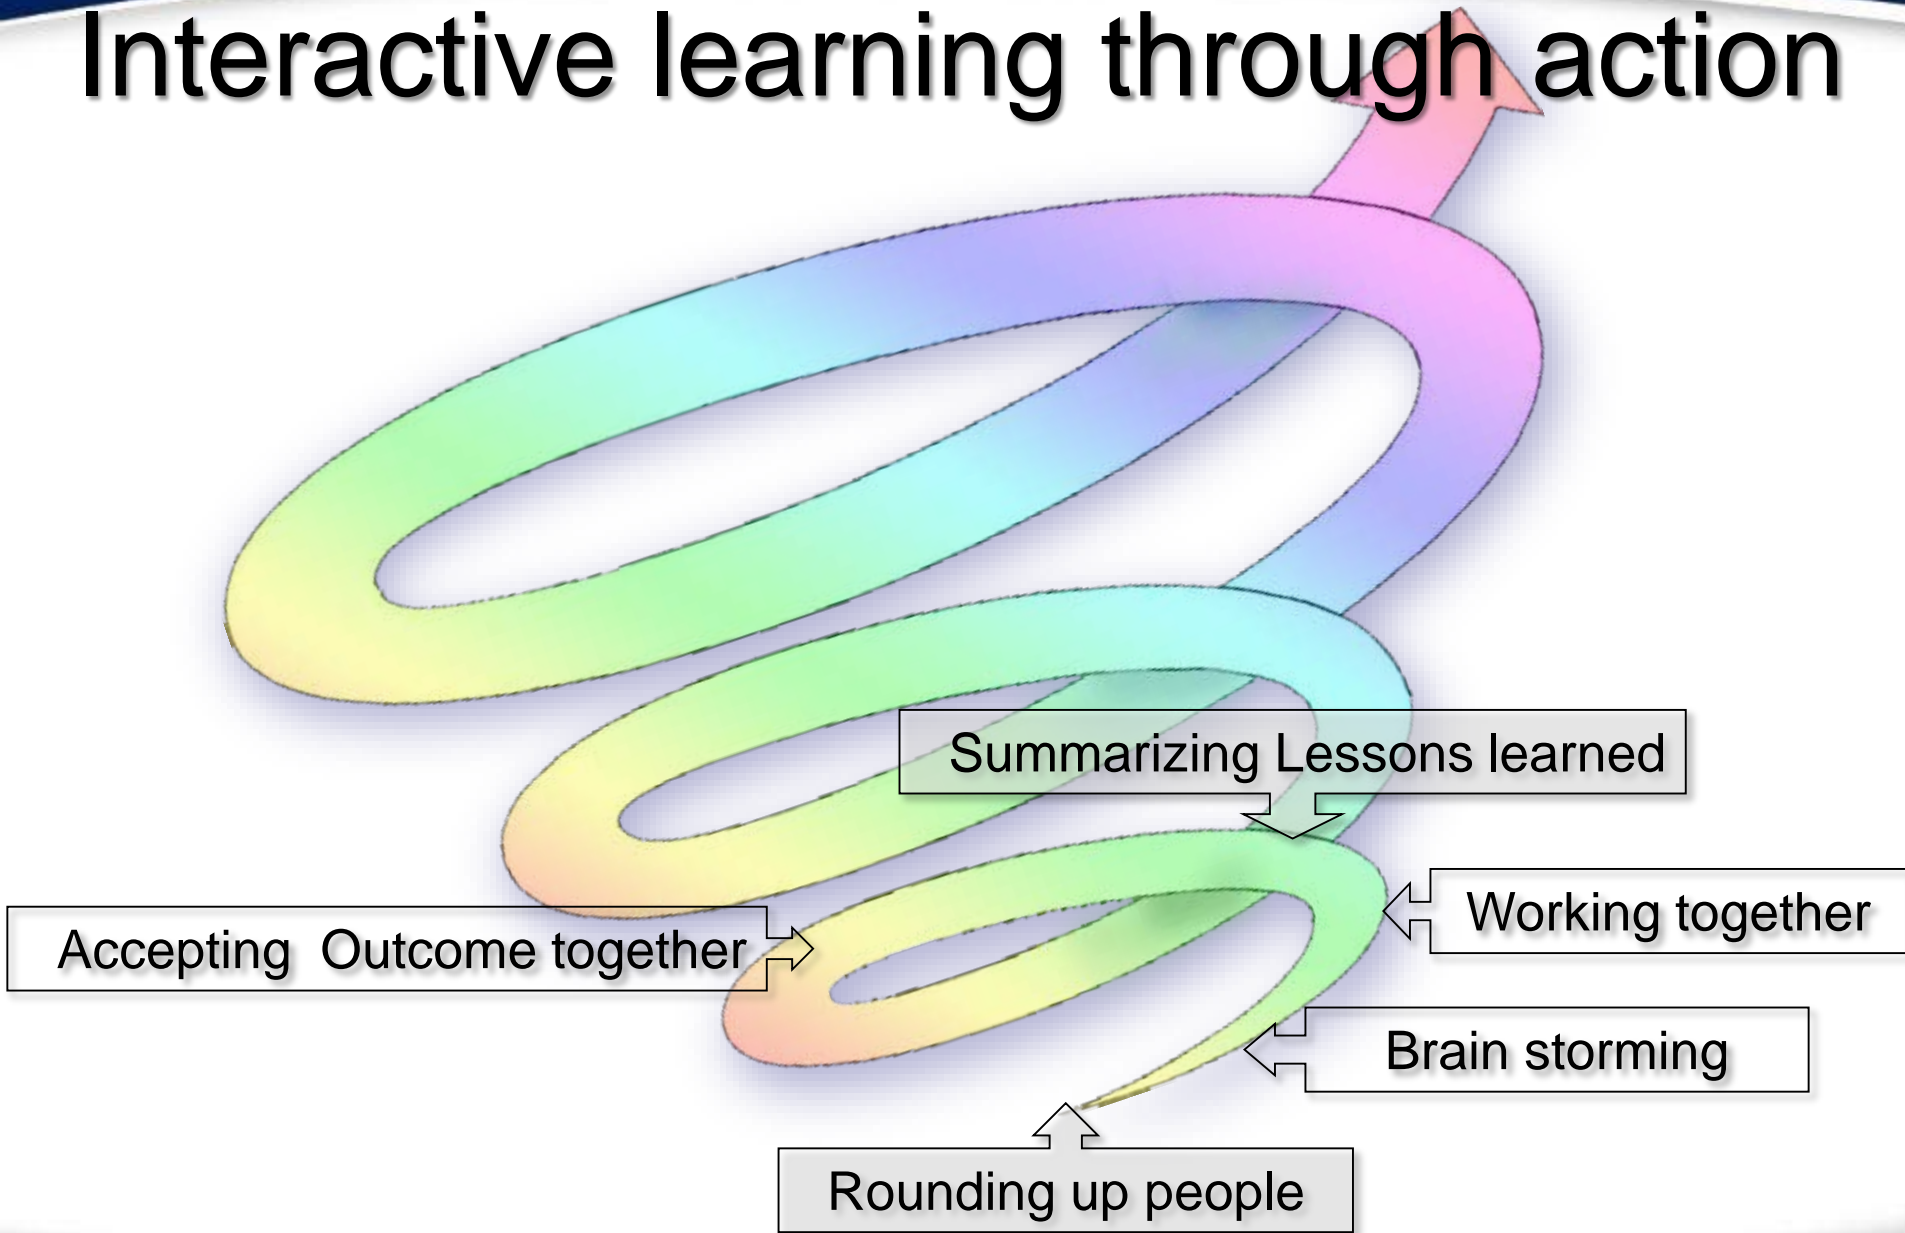 Interactive learning through action
Summarizing Lessons learned
Working together
Accepting  Outcome together
Brain storming
Rounding up people